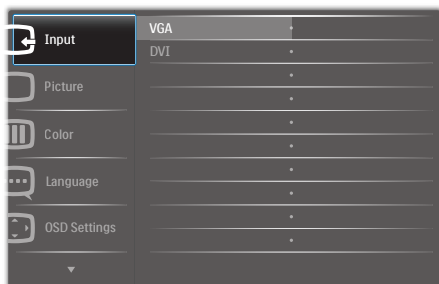 Input
VGA
DVI
Picture
Color
Language
OSD Settings